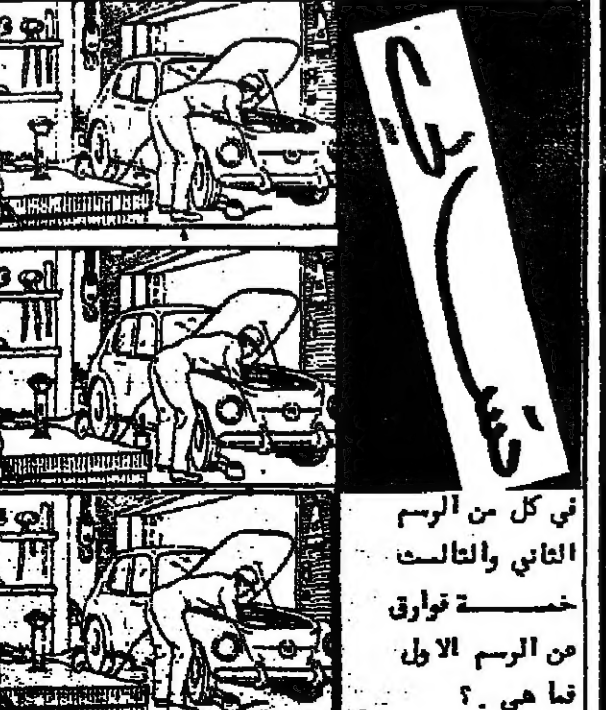 في كل من الرسم
الثاني والثالث
خمسة فوارق
من الرسم الاول
فما هي ؟